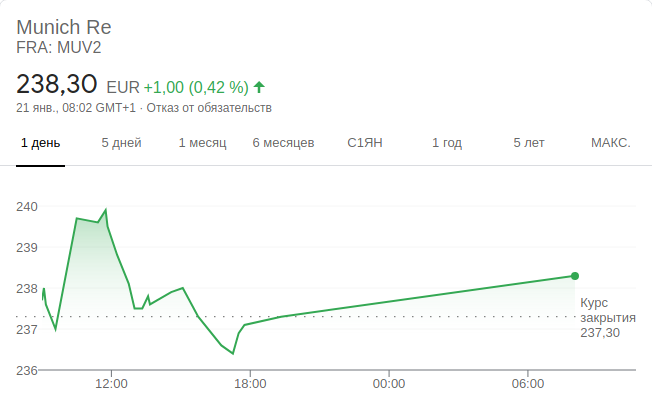 Munich Re
FRA: MUV2
238,30 EUR +1,00 (0,42 %)
21 янв., 08:02 GMT+1 · Отказ от обязательств
1 день 5 дней 1 месяц 6 месяцев С1ЯН 1 год 5 лет МАКС.
240
239
238
237
236
Курс
закрытия
237,30
12:00 18:00 00:00 06:00